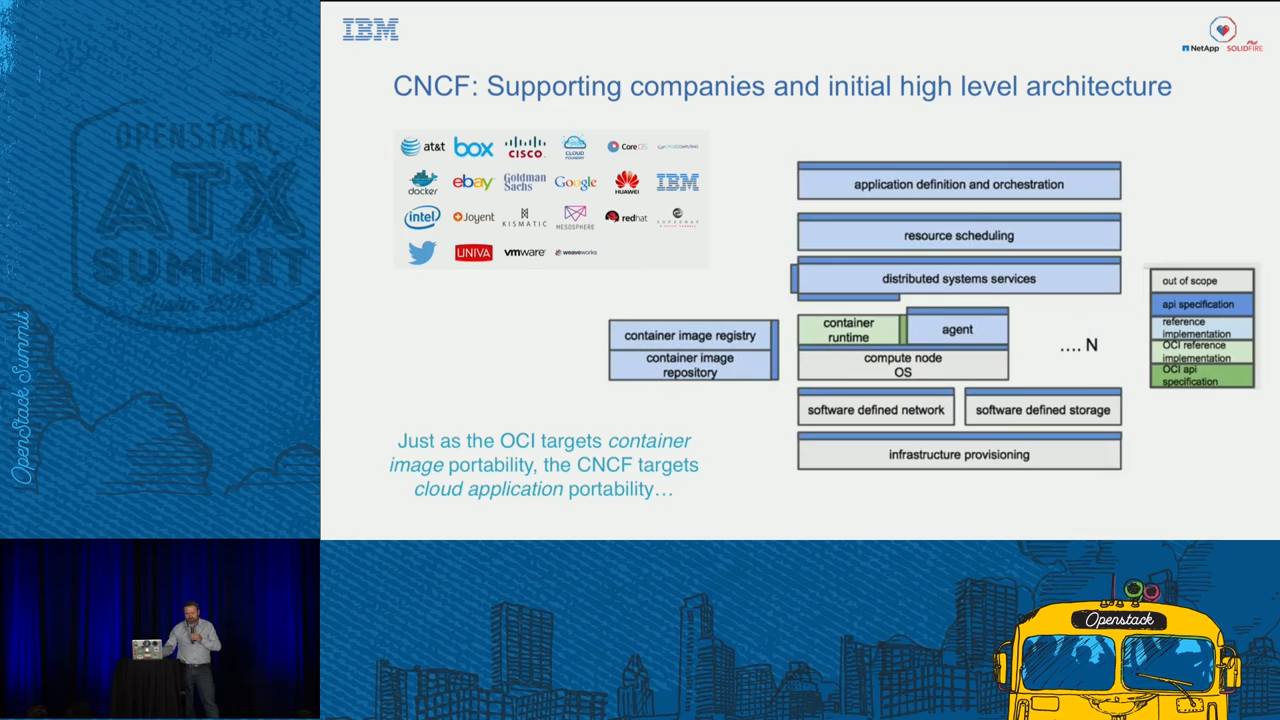 IBM
NetApp SOLIDFIRE
CNCF: Supporting companies and initial high level architecture
at&t box CISCO CLOUD FOUNDRY CoreOS CYCLECOMPUTING
docker ebay Goldman Sachs Google HUAWEI IBM
intel Joyent KISMATIC MESOSPHERE redhat
UNIVA vmware weaveworks
application definition and orchestration
resource scheduling
distributed systems services
container image registry
container image
repository
container
runtime
agent
compute node
OS
.... N
software defined network
software defined storage
infrastructure provisioning
out of scope
api specification
reference
implementation
OCI reference
implementation
OCI api
specification
Just as the OCI targets container
image portability, the CNCF targets
cloud application portability…
OPENSTACK
ATX
SUMMIT
OpenStack Summit
Openstack